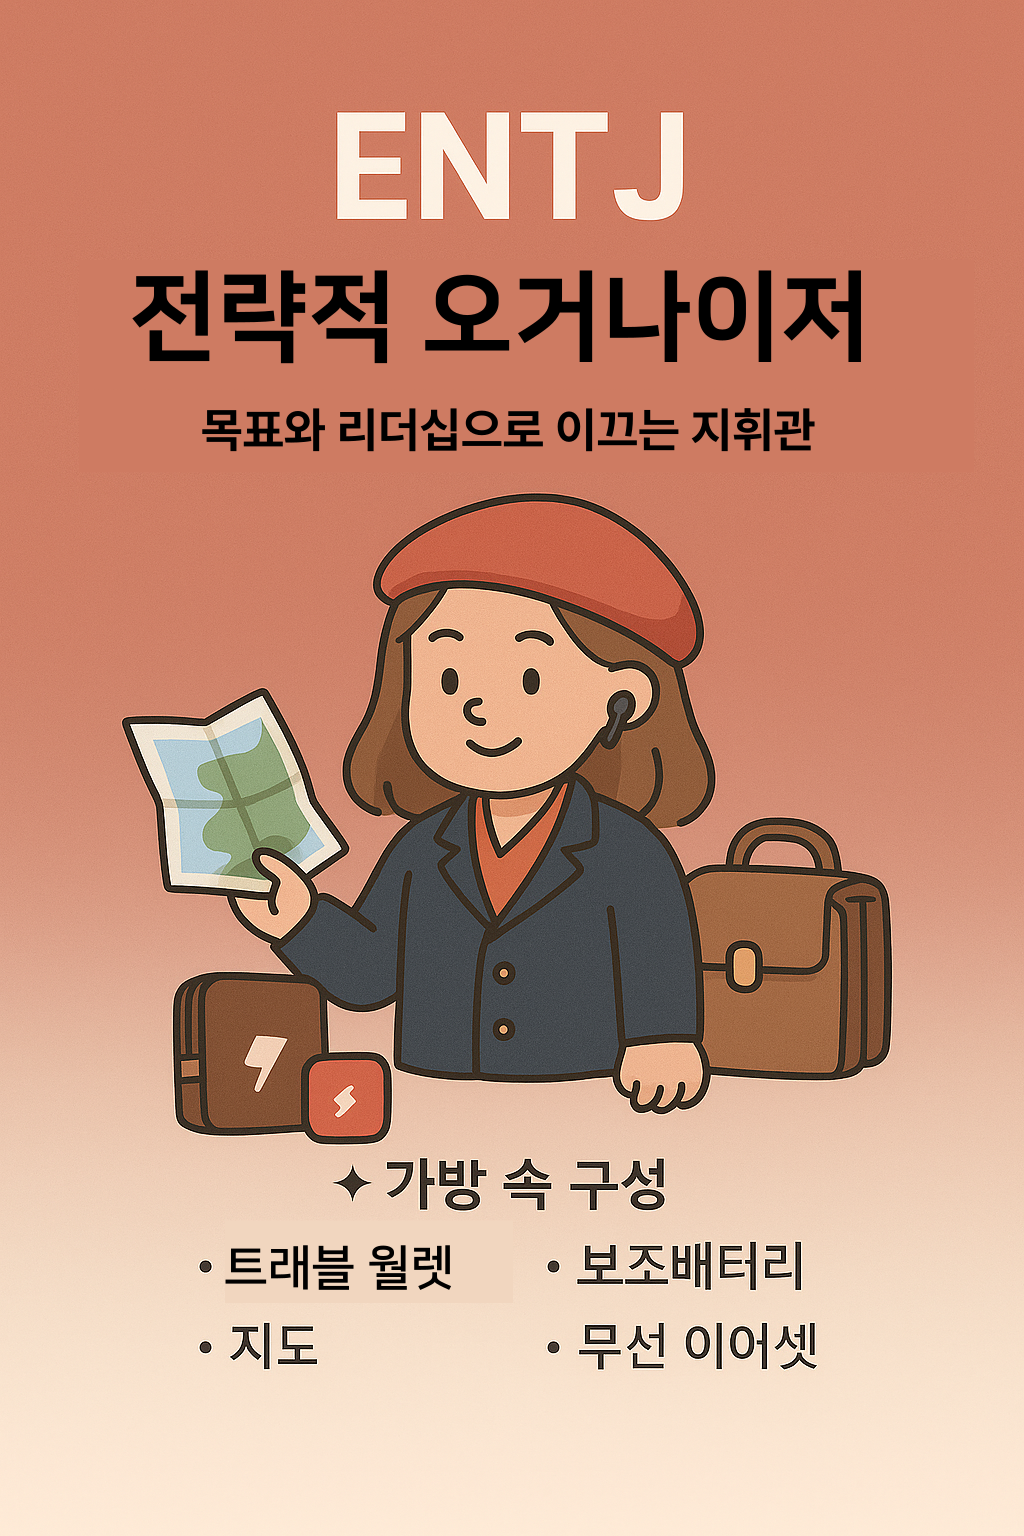 ENTJ
전략적 오거나이저
목표와 리더십으로 이끄는 지휘관
✦ 가방 속 구성
• 트래블 월렛
• 보조배터리
• 지도
• 무선 이어셋